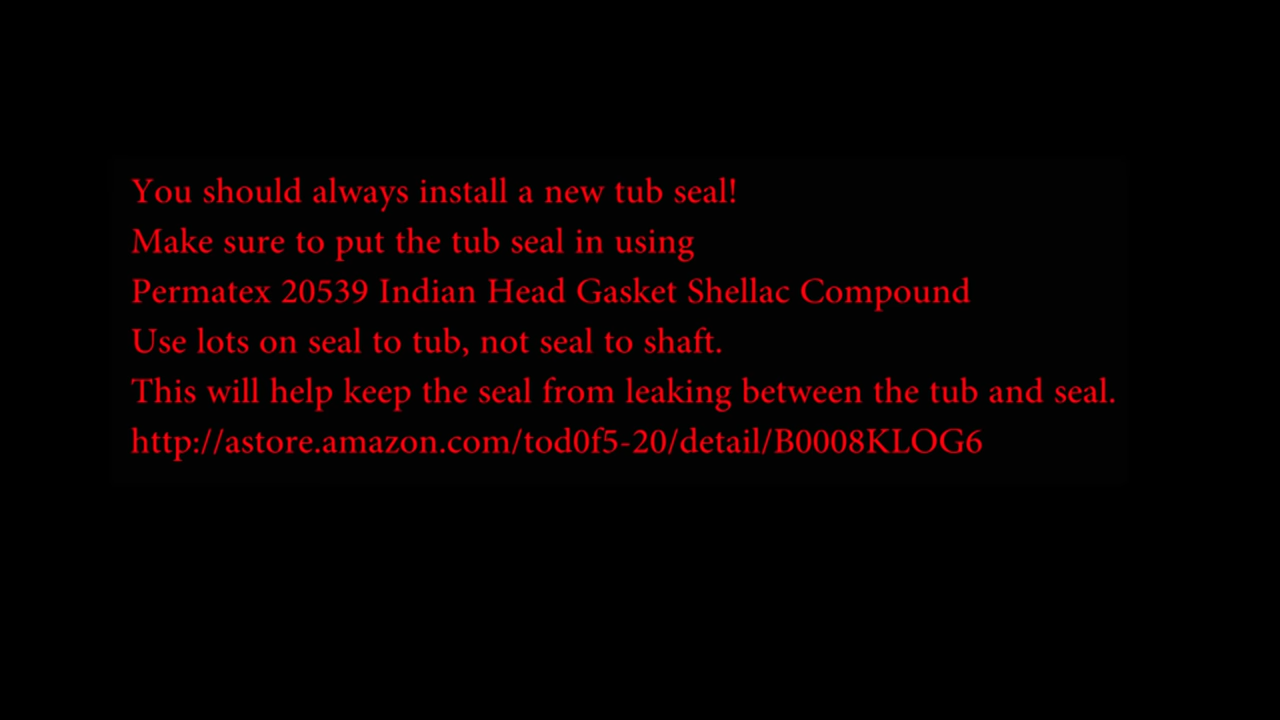 You should always install a new tub seal!
Make sure to put the tub seal in using
Permatex 20539 Indian Head Gasket Shellac Compound
Use lots on seal to tub, not seal to shaft.
This will help keep the seal from leaking between the tub and seal.
http://astore.amazon.com/tod0f5-20/detail/B0008KLOG6